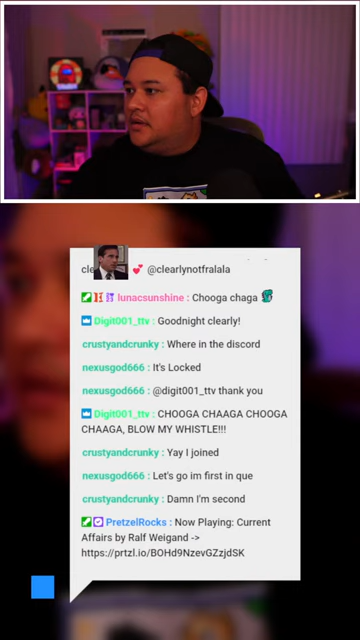 cle @clearlynotfralala
lunacsunshine : Chooga chaga
Digit001_ttv : Goodnight clearly!
crustyandcrunky : Where in the discord
nexusgod666 : It's Locked
nexusgod666 : @digit001_ttv thank you
Digit001_ttv : CHOOGA CHAAGA CHOOGA
CHAAGA, BLOW MY WHISTLE!!!
crustyandcrunky : Yay I joined
nexusgod666 : Let's go im first in que
crustyandcrunky : Damn I'm second
PretzelRocks : Now Playing: Current
Affairs by Ralf Weigand ->
https://prtzl.io/BOHd9NzevGZzjdSK